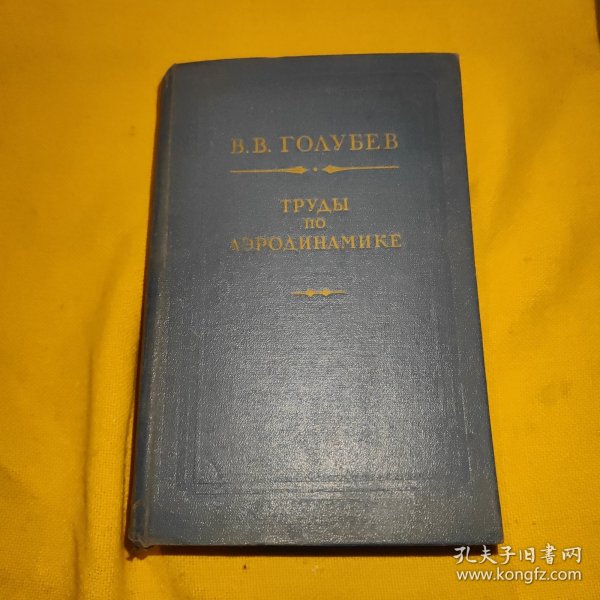 В. В. ГОЛУБЕВ
ТРУДЫ
ПО
АЭРОДИНАМИКЕ
孔夫子旧书网
www.kongfz.com